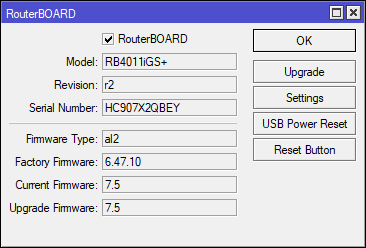 RouterBOARD
RouterBOARD
OK
Model: RB4011iGS+
Upgrade
Revision: r2
Settings
Serial Number: HC907X2QBEY
USB Power Reset
Firmware Type: al2
Reset Button
Factory Firmware: 6.47.10
Current Firmware: 7.5
Upgrade Firmware: 7.5